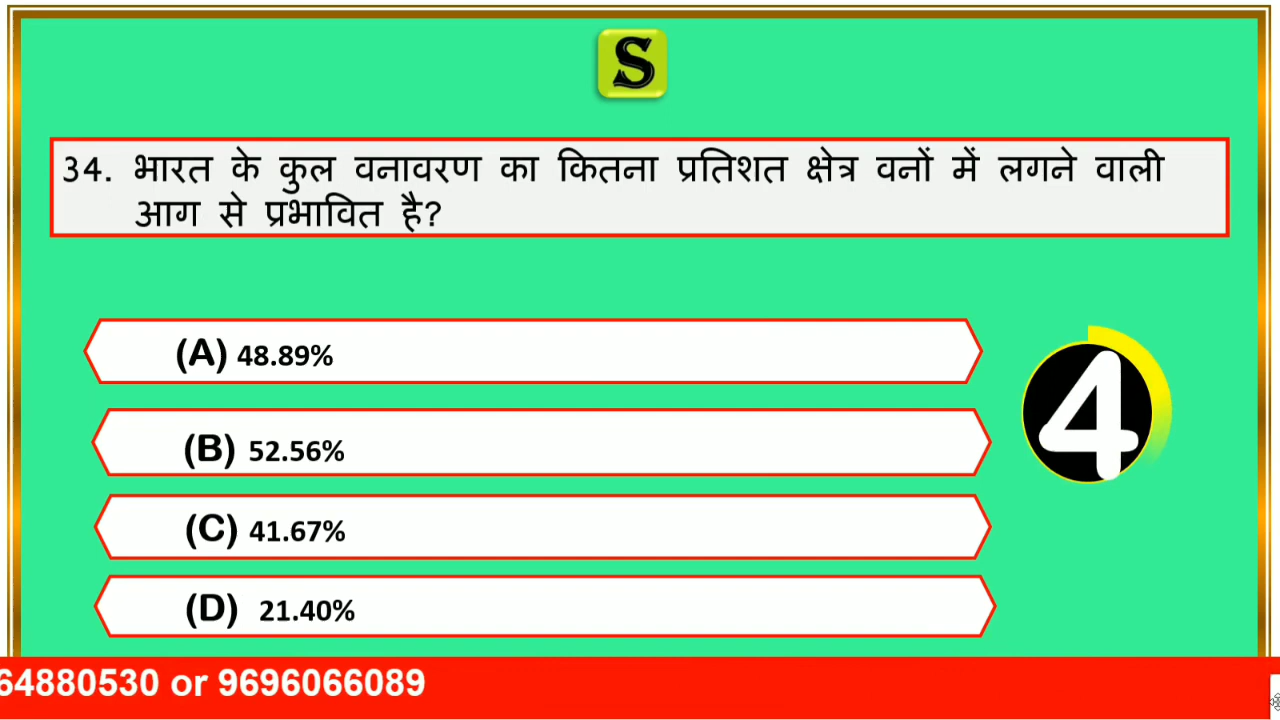 S
34. भारत के कुल वनावरण का कितना प्रतिशत क्षेत्र वनों में लगने वाली
आग से प्रभावित है?
(A) 48.89%
(B) 52.56%
4
(C) 41.67%
(D) 21.40%
64880530 or 9696066089